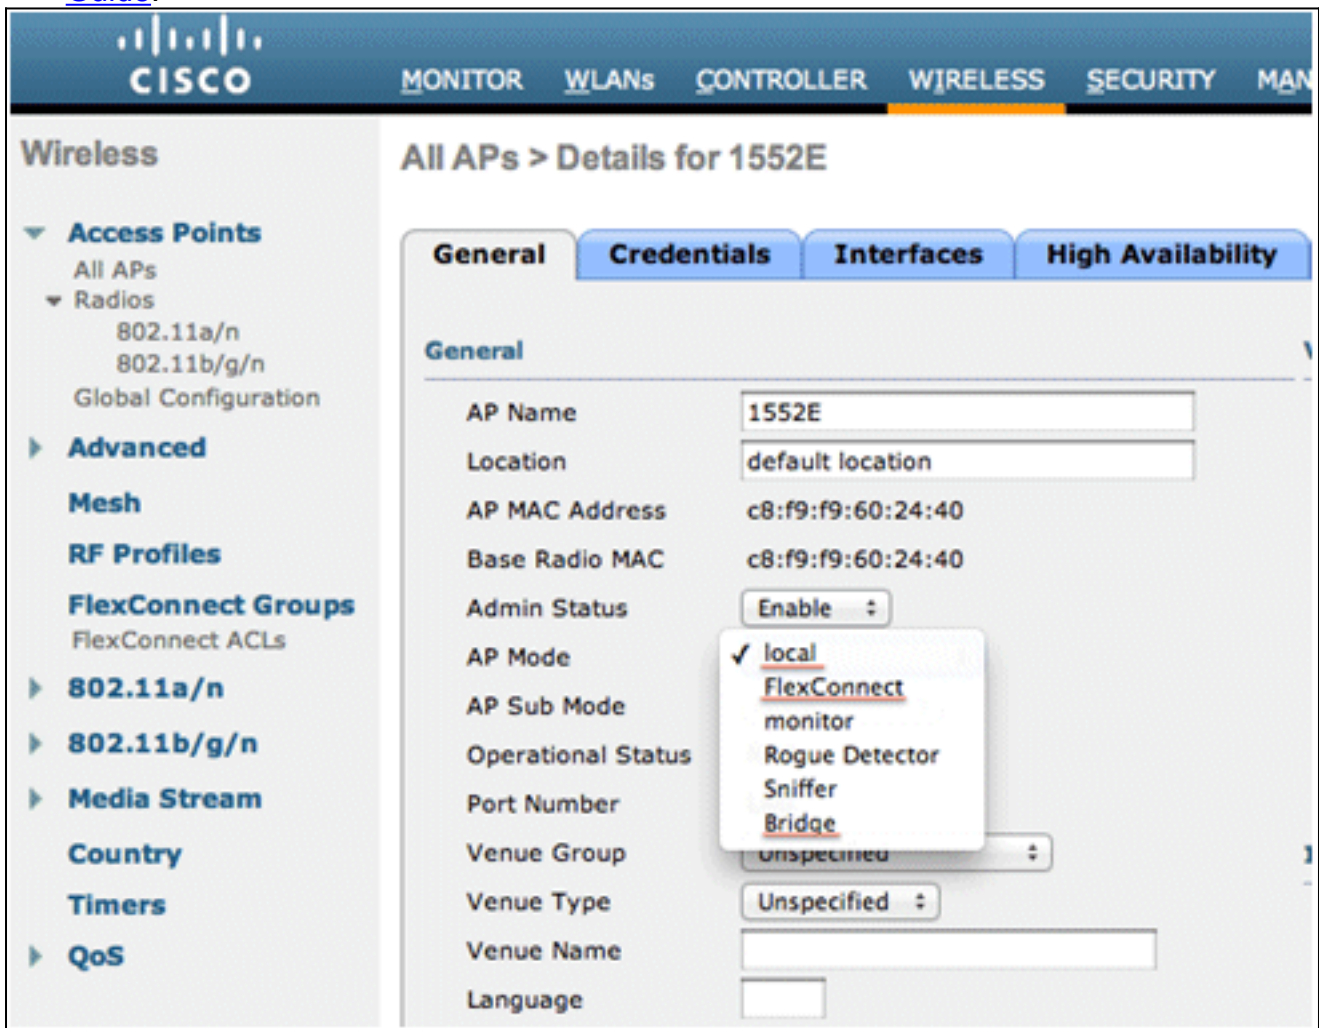 Guide.
CISCO
MONITOR WLANs CONTROLLER WIRELESS SECURITY MAN
Wireless
Access Points
All APs
Radios
802.11a/n
802.11b/g/n
Global Configuration
Advanced
Mesh
RF Profiles
FlexConnect Groups
FlexConnect ACLs
802.11a/n
802.11b/g/n
Media Stream
Country
Timers
QoS
All APs > Details for 1552E
General Credentials Interfaces High Availability
General
AP Name 1552E
Location default location
AP MAC Address c8:f9:f9:60:24:40
Base Radio MAC c8:f9:f9:60:24:40
Admin Status Enable
AP Mode ✓ local
FlexConnect
AP Sub Mode monitor
Operational Status Rogue Detector
Sniffer
Port Number Bridge
Venue Group Unspecified
Venue Type Unspecified
Venue Name
Language